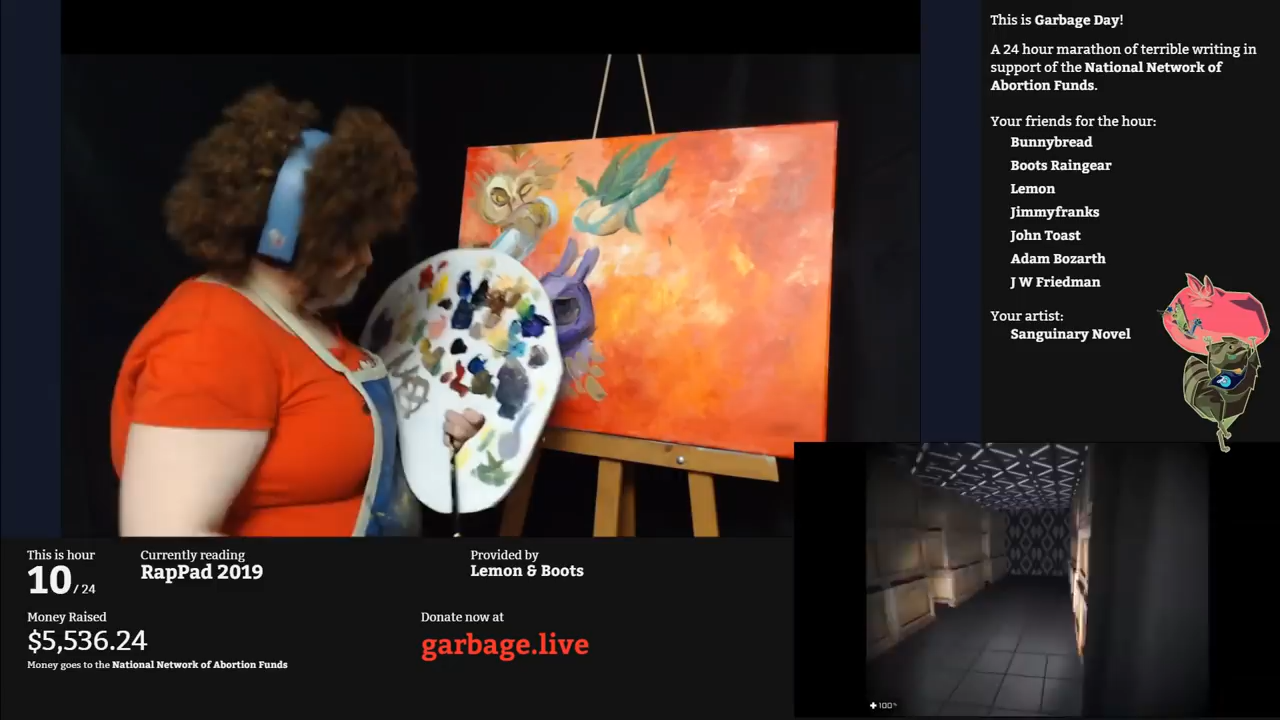 This is Garbage Day!
A 24 hour marathon of terrible writing in
support of the National Network of
Abortion Funds.
Your friends for the hour:
Bunnybread
Boots Raingear
Lemon
Jimmyfranks
John Toast
Adam Bozarth
J W Friedman
Your artist:
Sanguinary Novel
This is hour
10 / 24
Currently reading
RapPad 2019
Provided by
Lemon & Boots
Money Raised
$5,536.24
Money goes to the National Network of Abortion Funds
Donate now at
garbage.live
100%